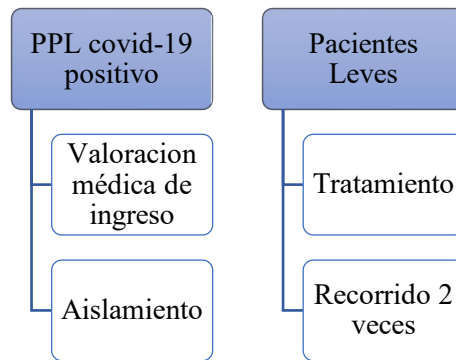 PPL covid-19
positivo
Valoracion
médica de
ingreso
Aislamiento
Pacientes
Leves
Tratamiento
Recorrido 2
veces